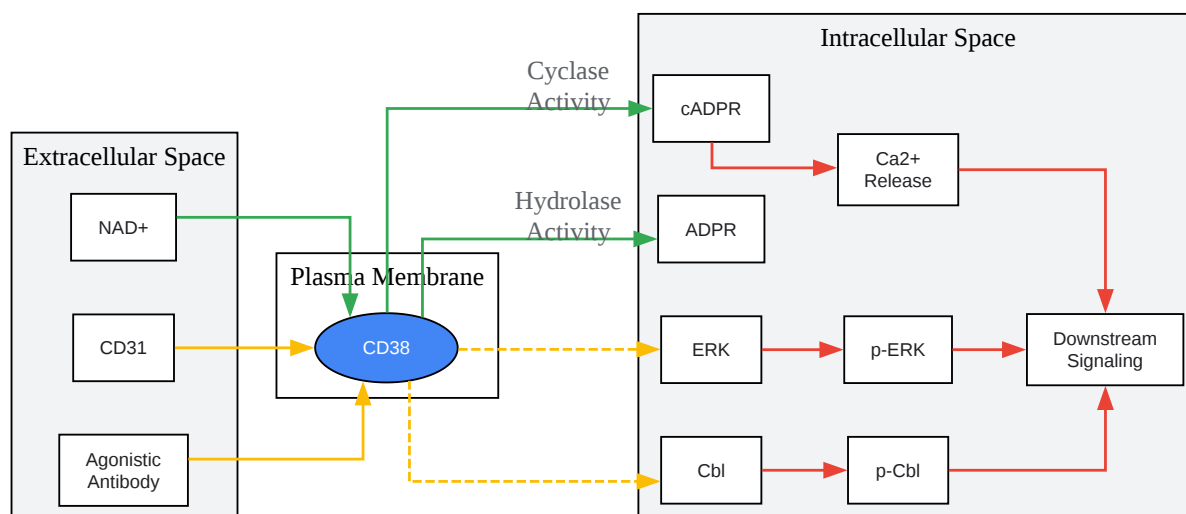 Extracellular Space
NAD+
CD31
Agonistic
Antibody
Plasma Membrane
CD38
Cyclase
Activity
Hydrolase
Activity
Intracellular Space
cADPR
Ca2+
Release
ADPR
ERK
p-ERK
Downstream
Signaling
Cbl
p-Cbl